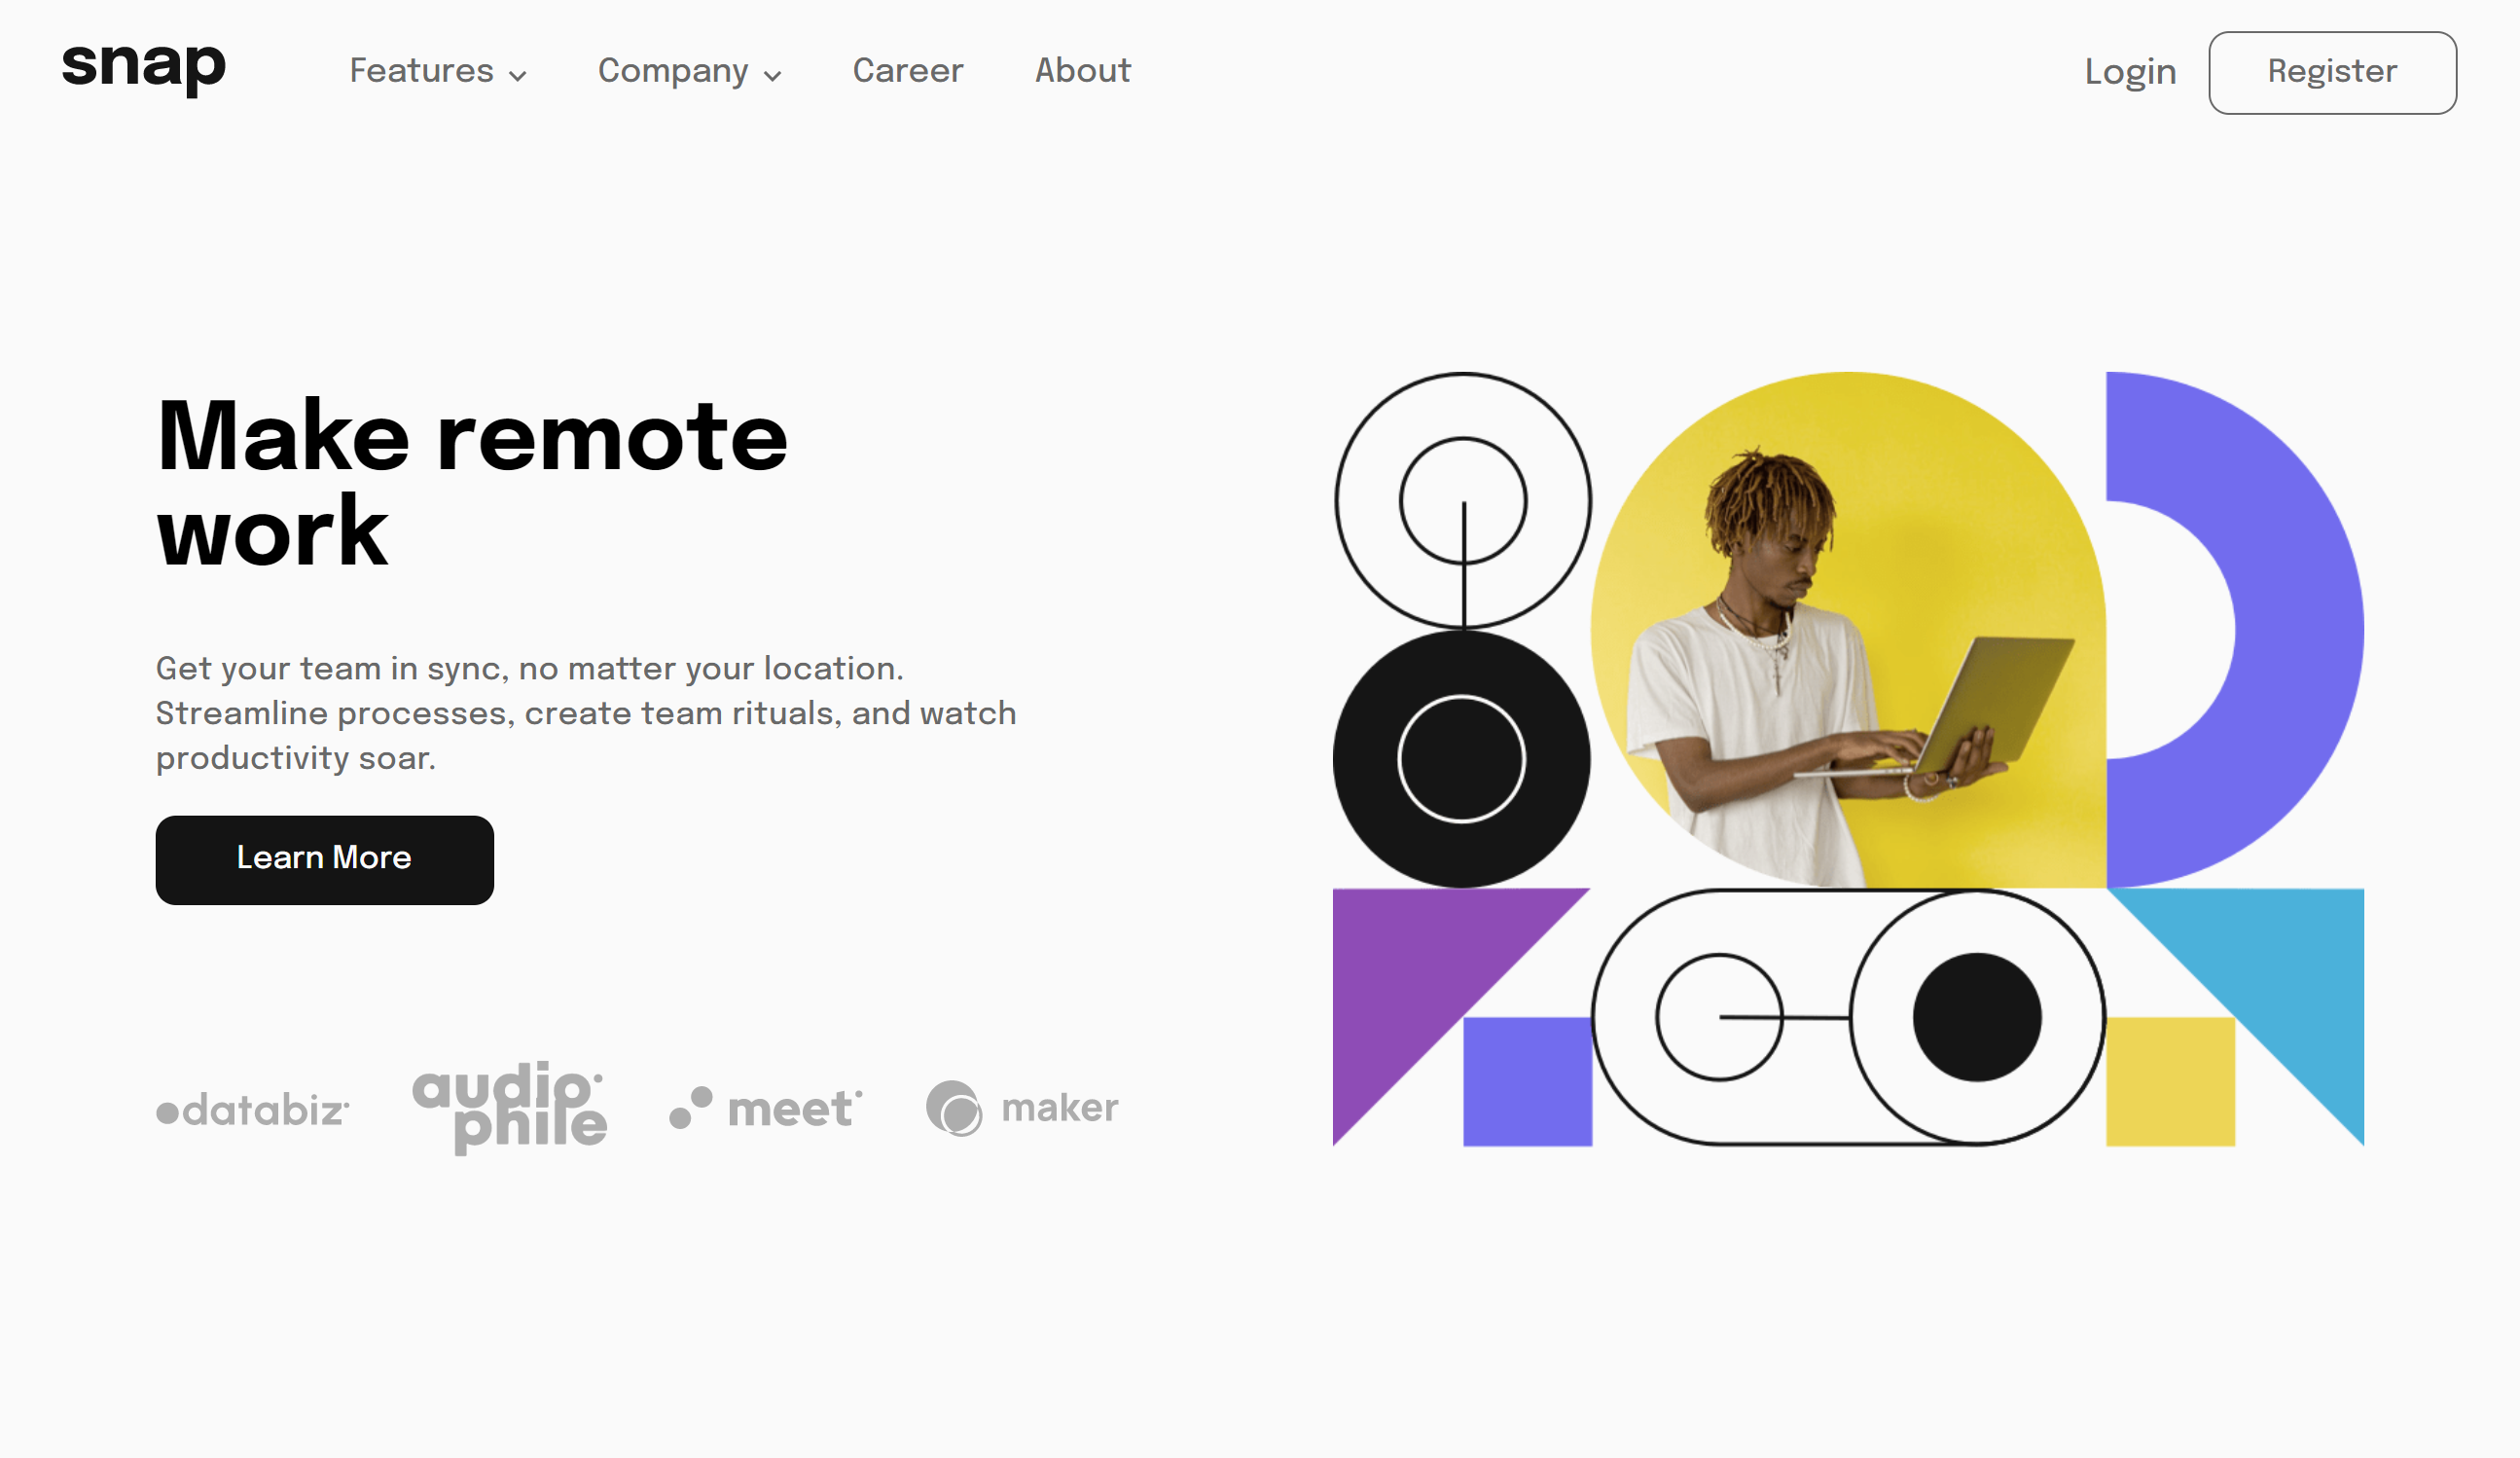 snap
Features
Company
Career
About
Login
Register
Make remote
work
Get your team in sync, no matter your location.
Streamline processes, create team rituals, and watch
productivity soar.
Learn More
databiz
audio
phile
meet
maker